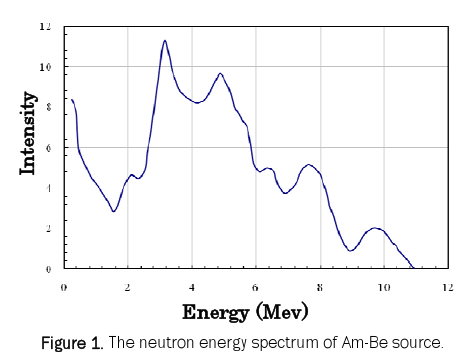 12
10
8
6
4
2
0
Intensity
0 2 4 6 8 10 12
Energy (Mev)
Figure 1. The neutron energy spectrum of Am-Be source.